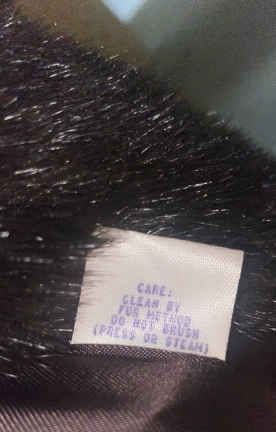 CARE:
CLEAN BY
FUR METHOD
DO NOT BRUSH
(PRESS OR STEAM)